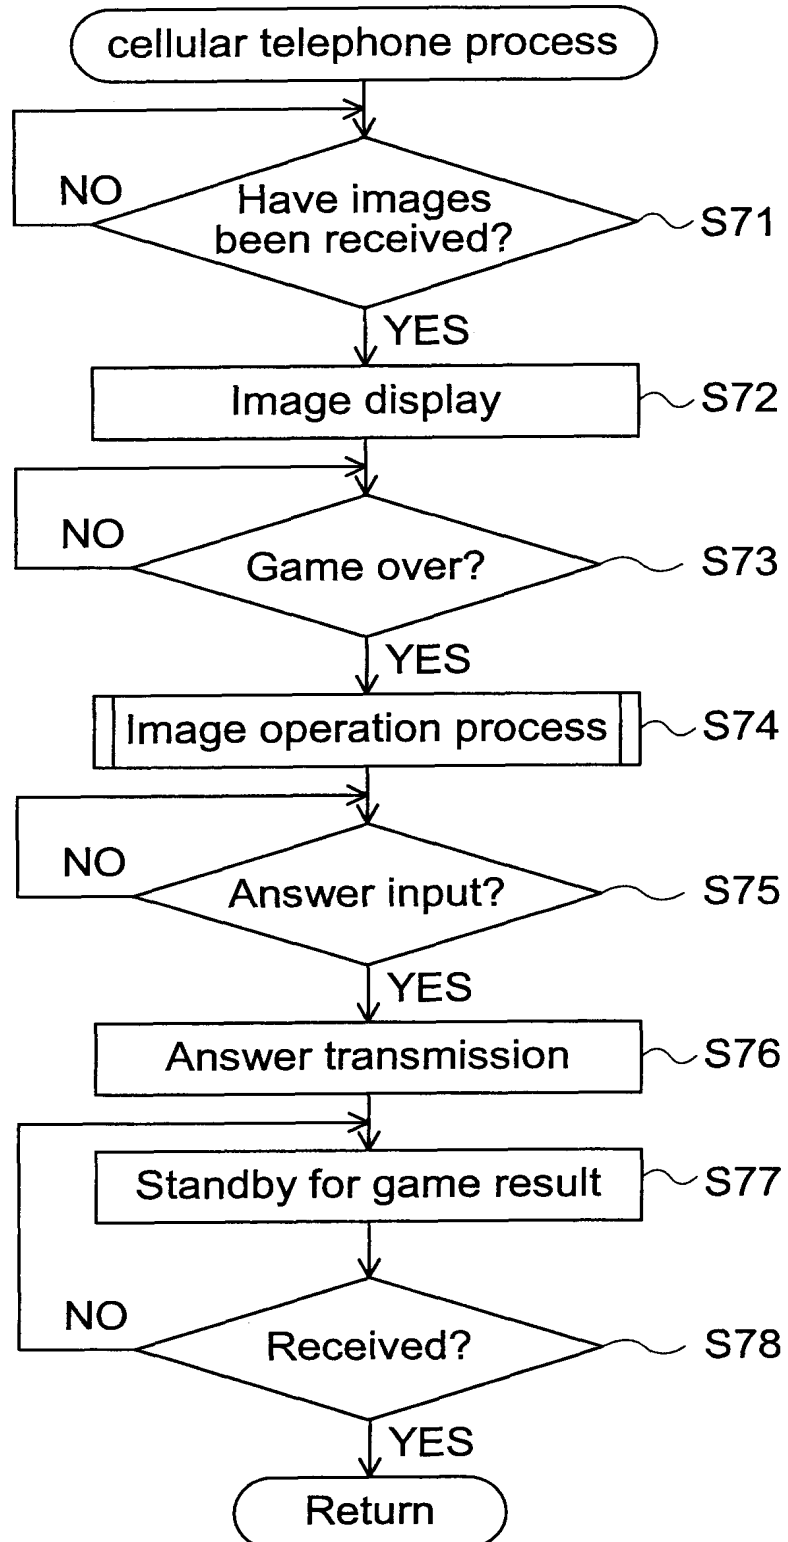 cellular telephone process
NO
Have images
been received?
S71
YES
Image display
S72
NO
Game over?
S73
YES
Image operation process
S74
NO
Answer input?
S75
YES
Answer transmission
S76
Standby for game result
S77
NO
Received?
S78
YES
Return